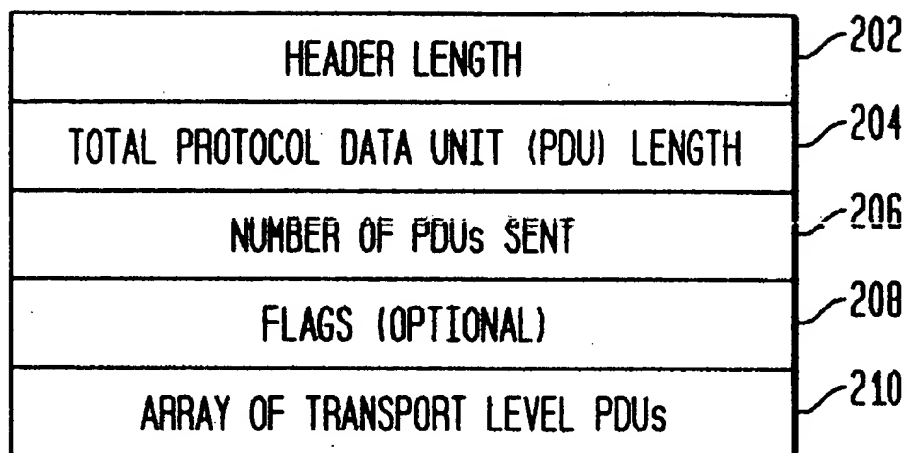 HEADER LENGTH 202
TOTAL PROTOCOL DATA UNIT (PDU) LENGTH 204
NUMBER OF PDUs SENT 206
FLAGS (OPTIONAL) 208
ARRAY OF TRANSPORT LEVEL PDUs 210